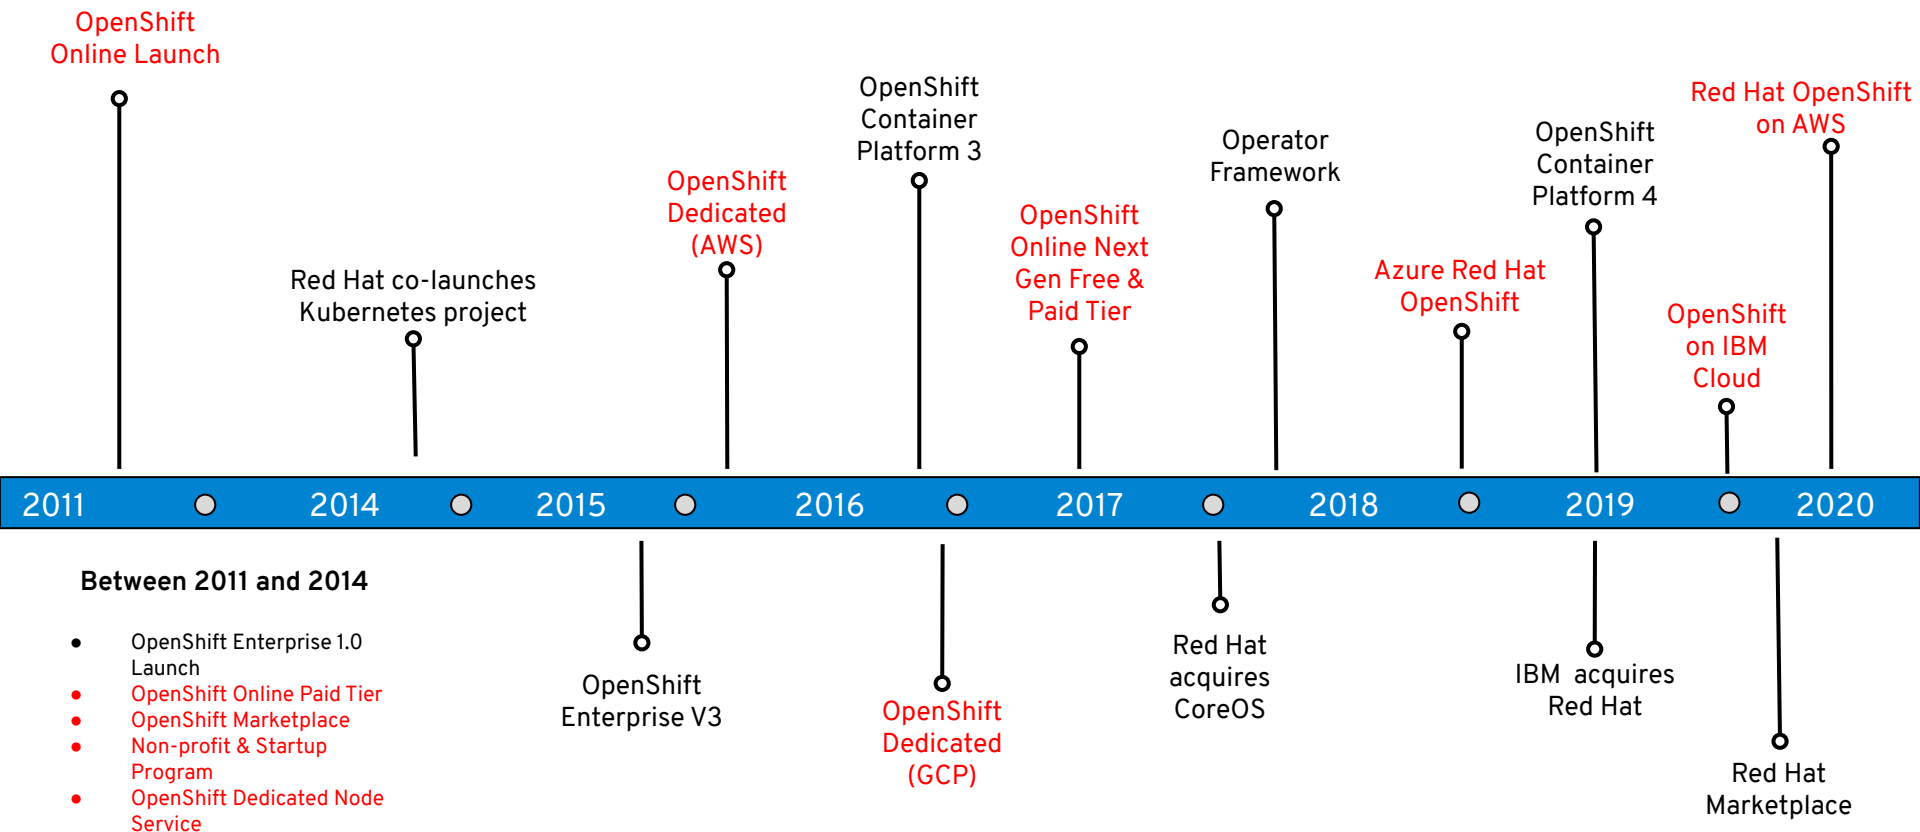 OpenShift
Online Launch
Red Hat co-launches
Kubernetes project
OpenShift
Dedicated
(AWS)
OpenShift
Container
Platform 3
OpenShift
Online Next
Gen Free &
Paid Tier
Operator
Framework
Azure Red Hat
OpenShift
OpenShift
Container
Platform 4
OpenShift
on IBM
Cloud
Red Hat OpenShift
on AWS
2011 2014 2015 2016 2017 2018 2019 2020
Between 2011 and 2014
● OpenShift Enterprise 1.0
Launch
● OpenShift Online Paid Tier
● OpenShift Marketplace
● Non-profit & Startup
Program
● OpenShift Dedicated Node
Service
OpenShift
Enterprise V3
OpenShift
Dedicated
(GCP)
Red Hat
acquires
CoreOS
IBM acquires
Red Hat
Red Hat
Marketplace